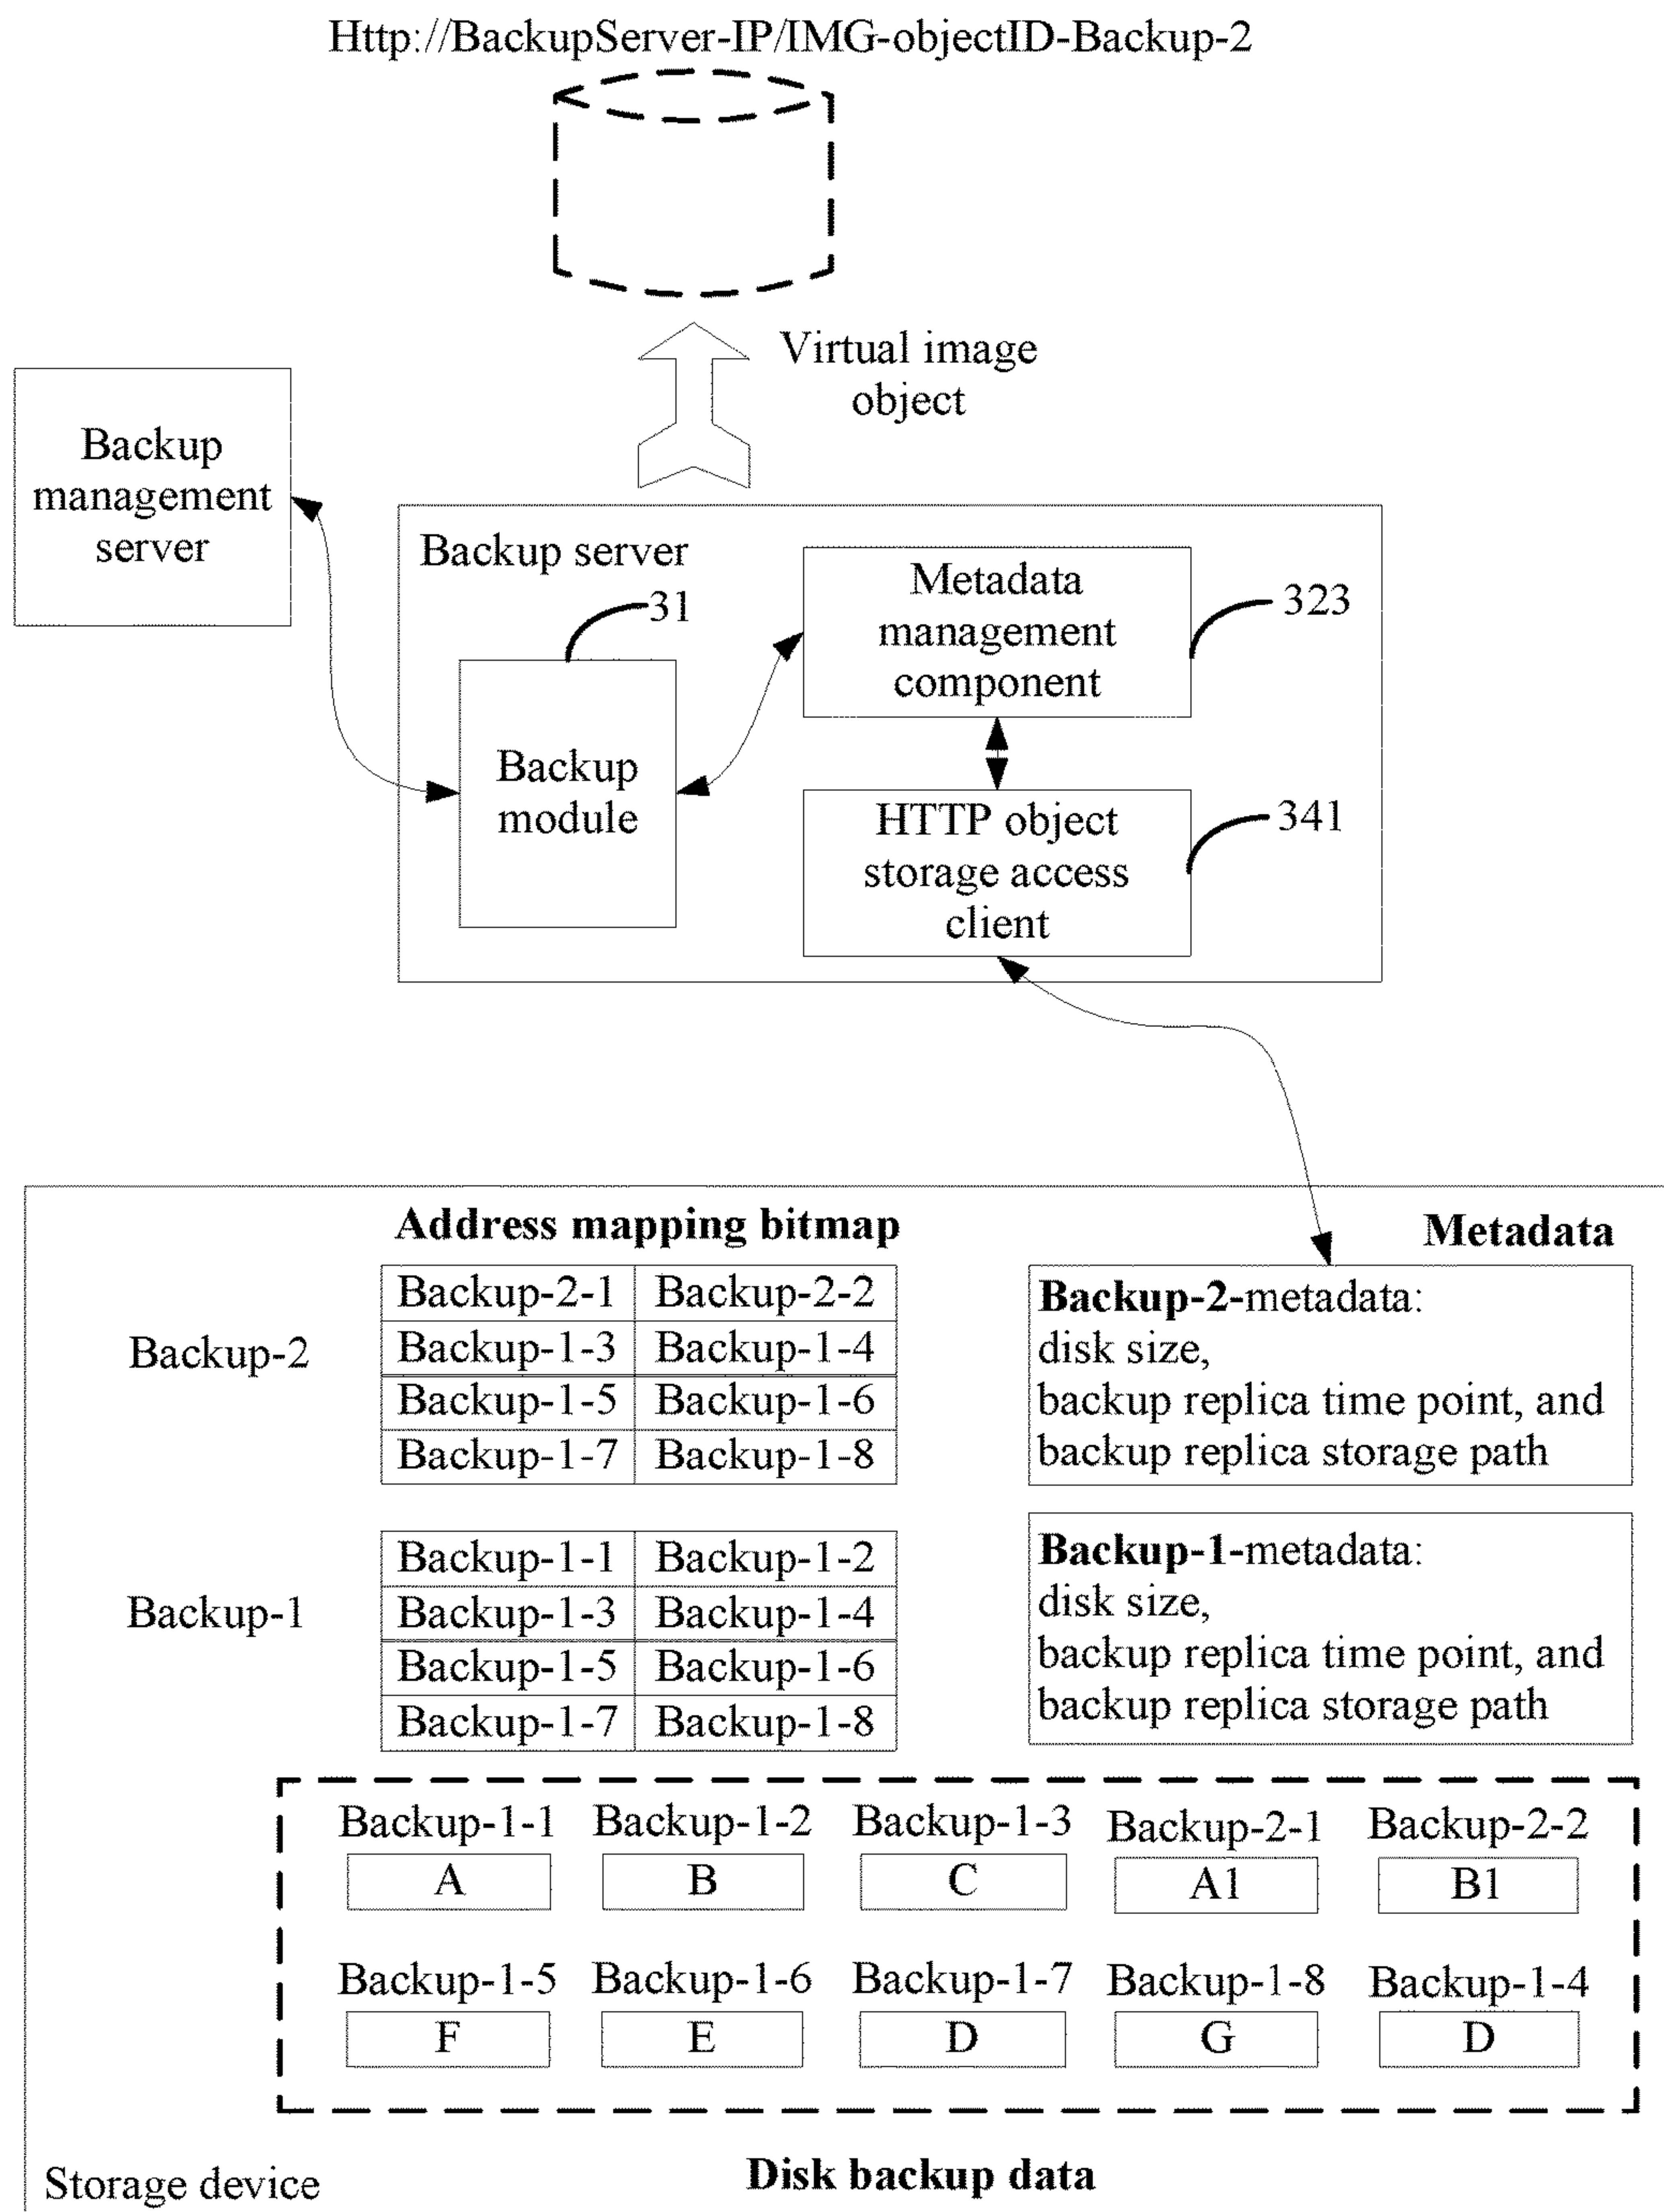 Http://BackupServer-IP/IMG-objectID-Backup-2
Virtual image
object
Backup
management
server
Backup server
31
Backup
module
Metadata
management
component
323
HTTP object
storage access
client
341
Address mapping bitmap
Metadata
Backup-2
Backup-2-1 Backup-2-2
Backup-1-3 Backup-1-4
Backup-1-5 Backup-1-6
Backup-1-7 Backup-1-8
Backup-2-metadata:
disk size,
backup replica time point, and
backup replica storage path
Backup-1
Backup-1-1 Backup-1-2
Backup-1-3 Backup-1-4
Backup-1-5 Backup-1-6
Backup-1-7 Backup-1-8
Backup-1-metadata:
disk size,
backup replica time point, and
backup replica storage path
Backup-1-1 Backup-1-2 Backup-1-3 Backup-2-1 Backup-2-2
A B C A1 B1
Backup-1-5 Backup-1-6 Backup-1-7 Backup-1-8 Backup-1-4
F E D G D
Storage device
Disk backup data